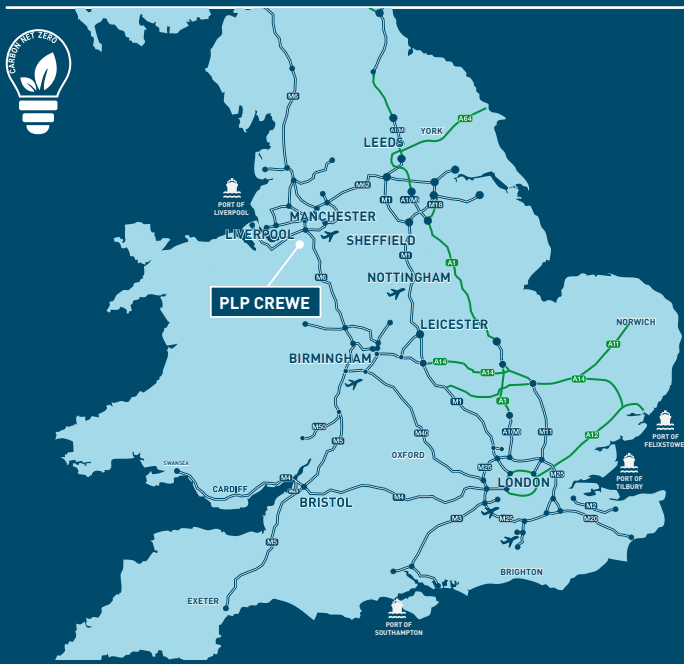 CARBON NET ZERO
M6
A1(M)
LEEDS
YORK
A64
M62
M1
A1(M)
M18
PORT OF
LIVERPOOL
MANCHESTER
LIVERPOOL
SHEFFIELD
M1
A1
M6
NOTTINGHAM
PLP CREWE
LEICESTER
NORWICH
A11
BIRMINGHAM
A14
A14
A14
M1
A1
M50
M5
M40
A1(M)
M11
A12
PORT OF
FELIXSTOWE
OXFORD
SWANSEA
M4
M25
M25
PORT OF
TILBURY
CARDIFF
LONDON
BRISTOL
M4
M3
M25
M2
M20
M5
BRIGHTON
EXETER
PORT OF
SOUTHAMPTON